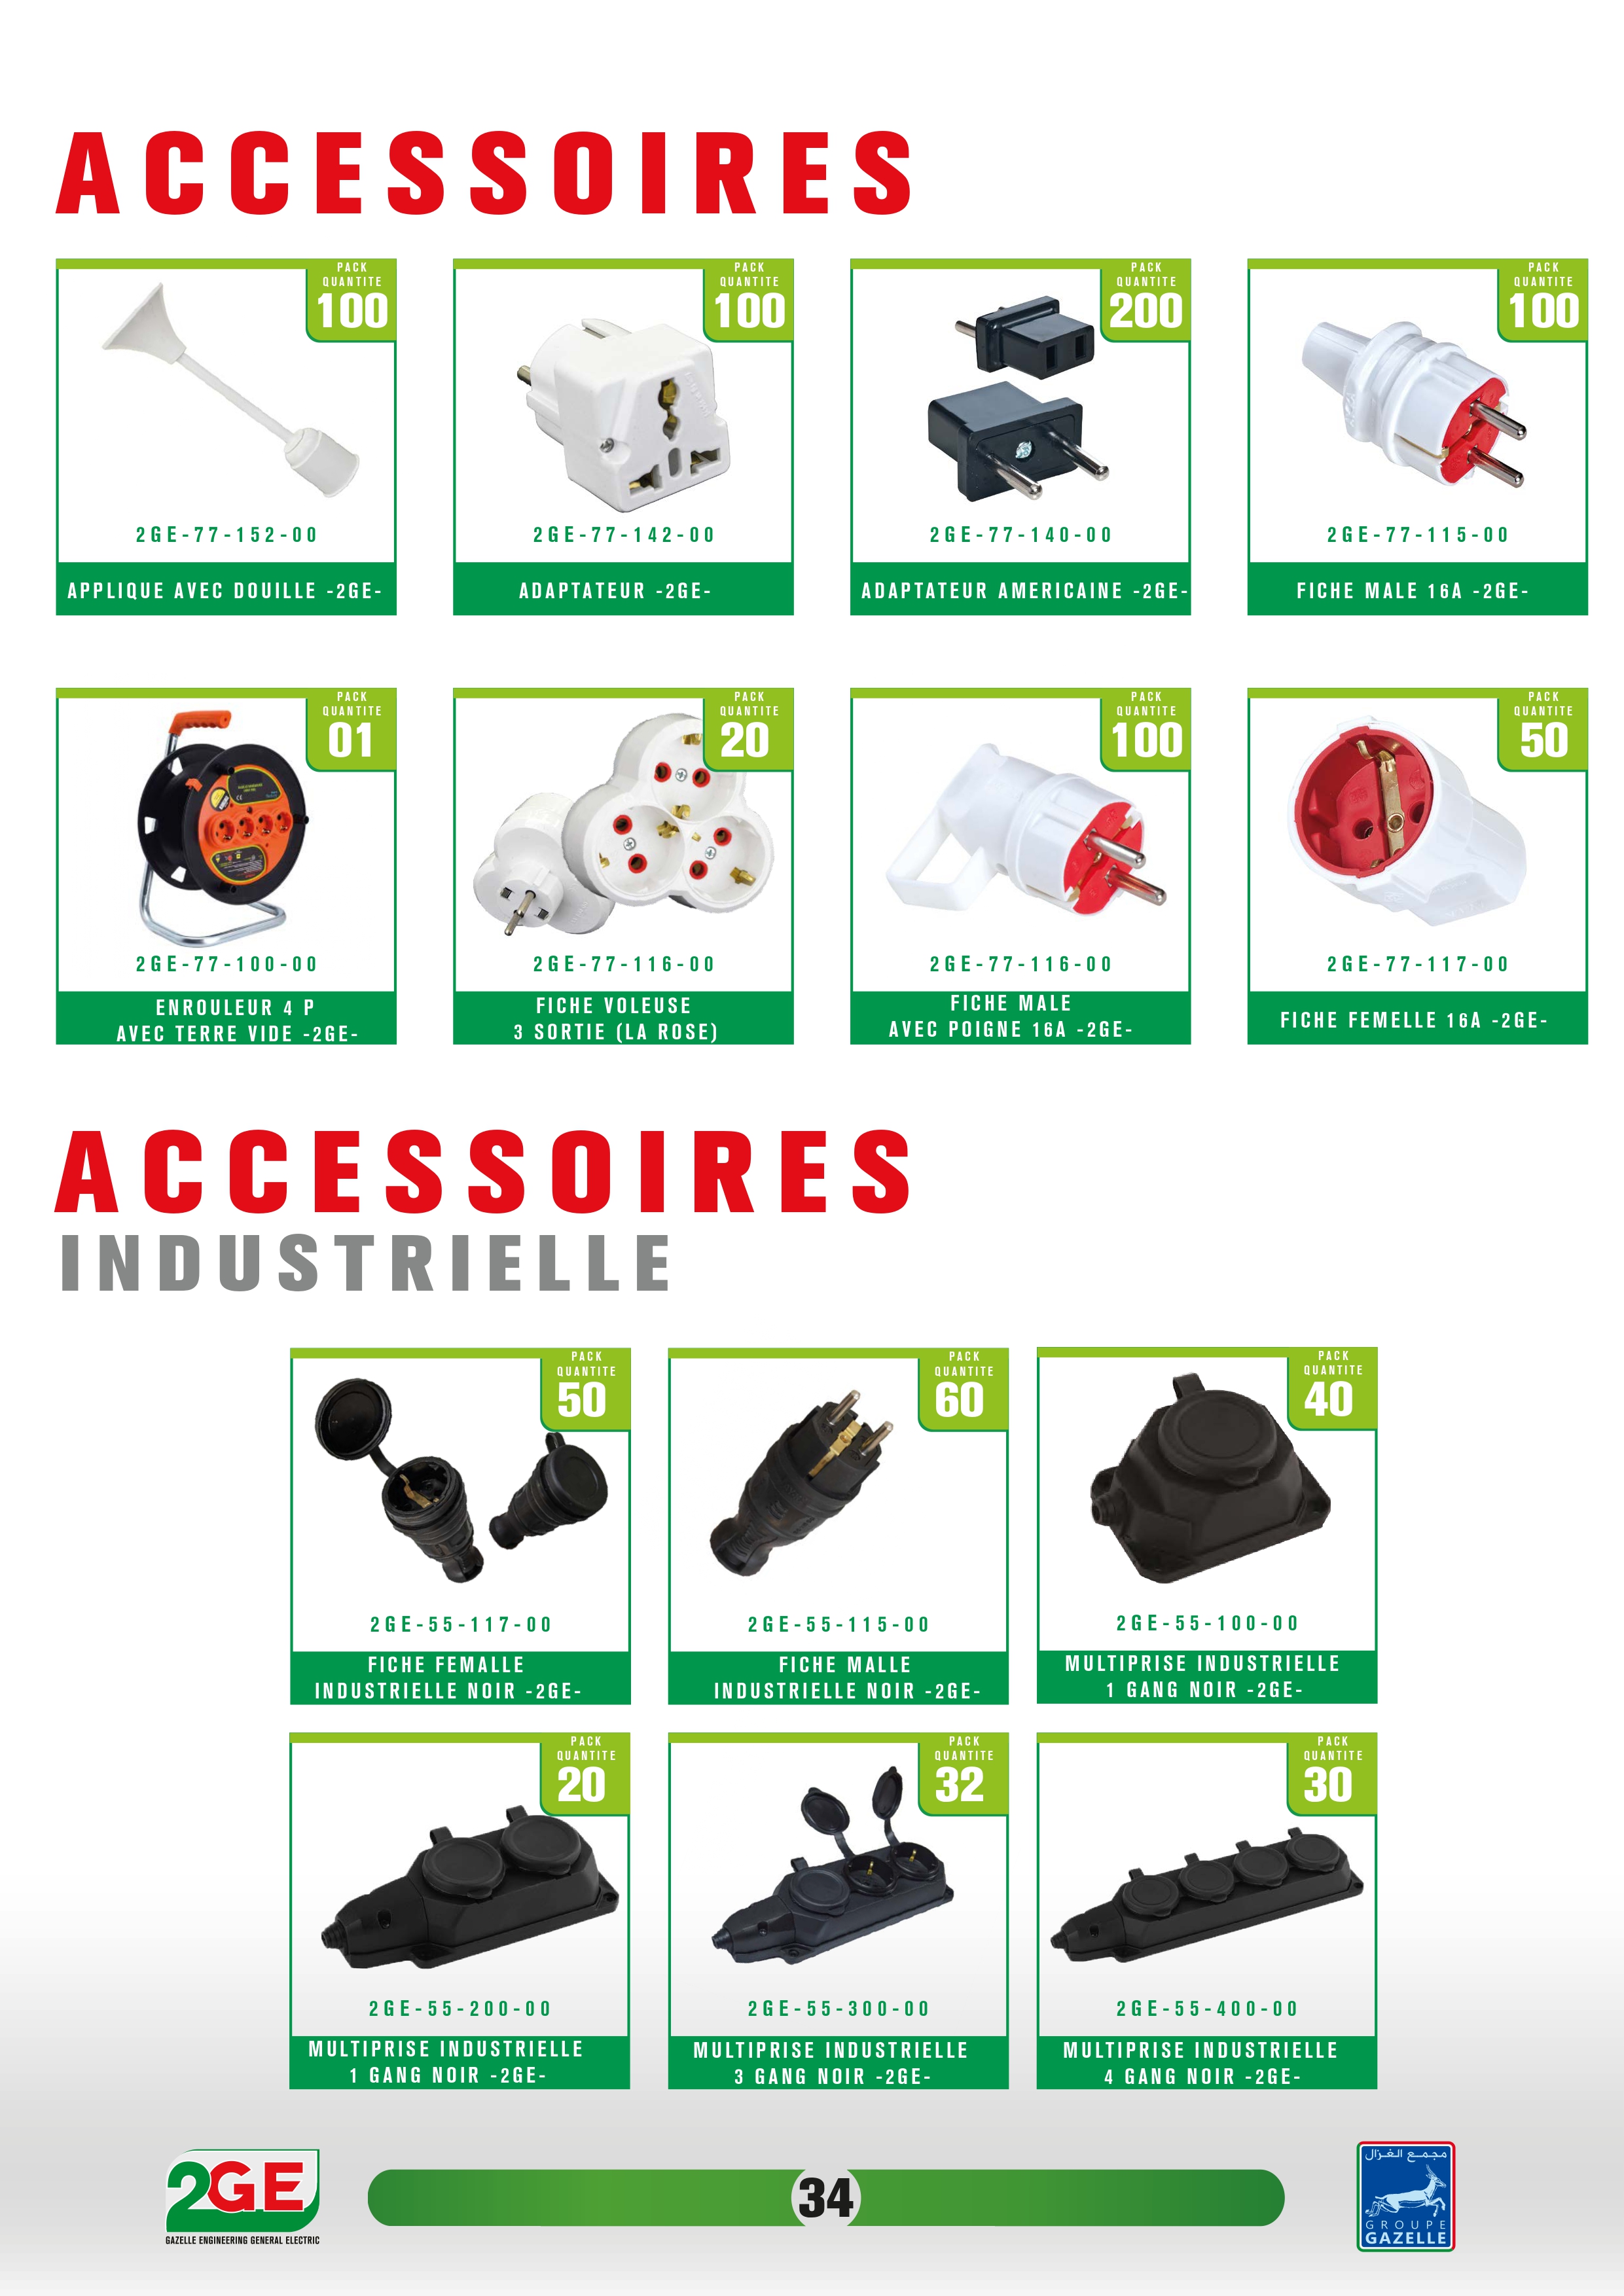 ACCESSOIRES
PACK
QUANTITE
100
2GE-77-152-00
APPLIQUE AVEC DOUILLE -2GE-
PACK
QUANTITE
100
2GE-77-142-00
ADAPTATEUR -2GE-
PACK
QUANTITE
200
2GE-77-140-00
ADAPTATEUR AMERICAINE -2GE-
PACK
QUANTITE
100
2GE-77-115-00
FICHE MALE 16A -2GE-
PACK
QUANTITE
01
2GE-77-100-00
ENROULEUR 4 P
AVEC TERRE VIDE -2GE-
PACK
QUANTITE
20
2GE-77-116-00
FICHE VOLEUSE
3 SORTIE (LA ROSE)
PACK
QUANTITE
100
2GE-77-116-00
FICHE MALE
AVEC POIGNE 16A -2GE-
PACK
QUANTITE
50
2GE-77-117-00
FICHE FEMELLE 16A -2GE-
ACCESSOIRES
INDUSTRIELLE
PACK
QUANTITE
50
2GE-55-117-00
FICHE FEMALLE
INDUSTRIELLE NOIR -2GE-
PACK
QUANTITE
60
2GE-55-115-00
FICHE MALLE
INDUSTRIELLE NOIR -2GE-
PACK
QUANTITE
40
2GE-55-100-00
MULTIPRISE INDUSTRIELLE
1 GANG NOIR -2GE-
PACK
QUANTITE
20
2GE-55-200-00
MULTIPRISE INDUSTRIELLE
1 GANG NOIR -2GE-
PACK
QUANTITE
32
2GE-55-300-00
MULTIPRISE INDUSTRIELLE
3 GANG NOIR -2GE-
PACK
QUANTITE
30
2GE-55-400-00
MULTIPRISE INDUSTRIELLE
4 GANG NOIR -2GE-
2GE
GAZELLE ENGINEERING GENERAL ELECTRIC
34
مجمع الغزال
GROUPE
GAZELLE